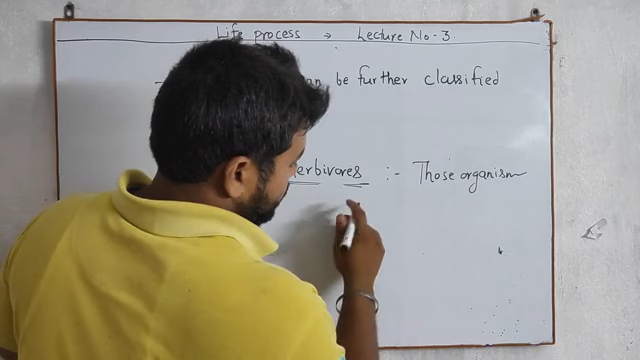 Life process → Lecture No-3.
be further classified
erbivores :- Those organism